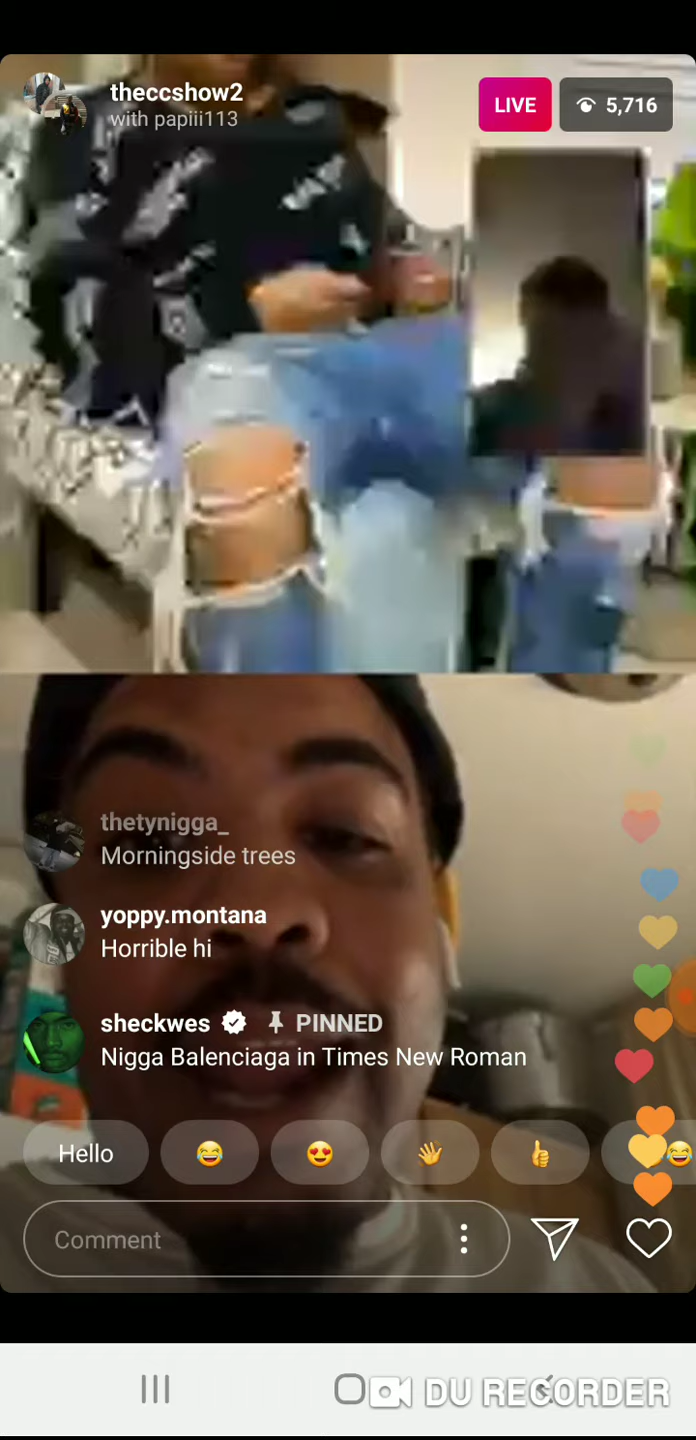 theccshow2
with papiii113
LIVE
5,716
thetynigga_
Morningside trees
yoppy.montana
Horrible hi
sheckwes PINNED
Nigga Balenciaga in Times New Roman
Hello
Comment
DU RECORDER